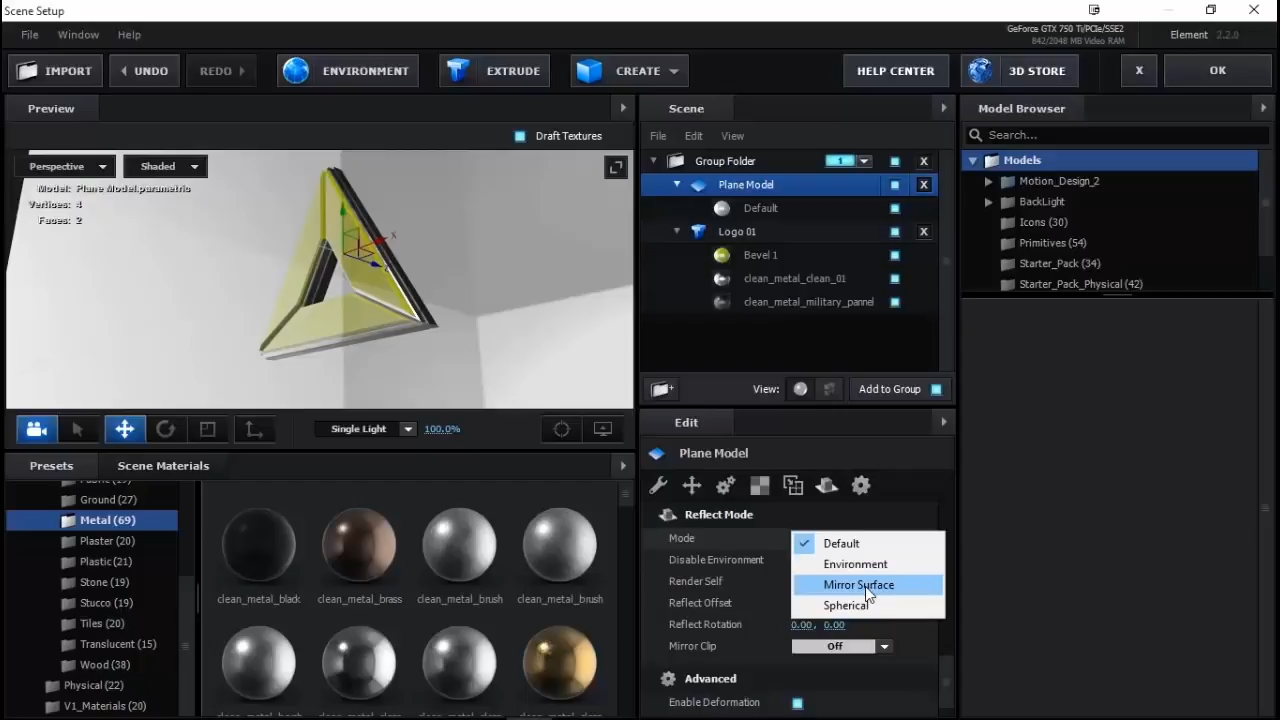 Scene Setup
File Window Help
GeForce GTX 750 Ti/PCIe/SSE2
842/2048 MB Video RAM
Element 2.2.0
IMPORT UNDO REDO ENVIRONMENT EXTRUDE CREATE HELP CENTER 3D STORE X OK
Preview
Draft Textures
Perspective Shaded
Model: Plane Model.parametric
Vertices: 4
Faces: 2
X
Single Light 100.0%
Scene
File Edit View
Group Folder 1 X
Plane Model X
Default
Logo 01 X
Bevel 1
clean_metal_clean_01
clean_metal_military_pannel
View: Add to Group
Model Browser
Search...
Models
Motion_Design_2
BackLight
Icons (30)
Primitives (54)
Starter_Pack (34)
Starter_Pack_Physical (42)
Presets Scene Materials
Ground (27)
Metal (69)
Plaster (20)
Plastic (21)
Stone (19)
Stucco (19)
Tiles (20)
Translucent (15)
Wood (38)
Physical (22)
V1_Materials (20)
clean_metal_black clean_metal_brass clean_metal_brush clean_metal_brush
Edit
Plane Model
Reflect Mode
Mode
Disable Environment
Render Self
Reflect Offset
Reflect Rotation 0.00, 0.00
Mirror Clip Off
Default
Environment
Mirror Surface
Spherical
Advanced
Enable Deformation